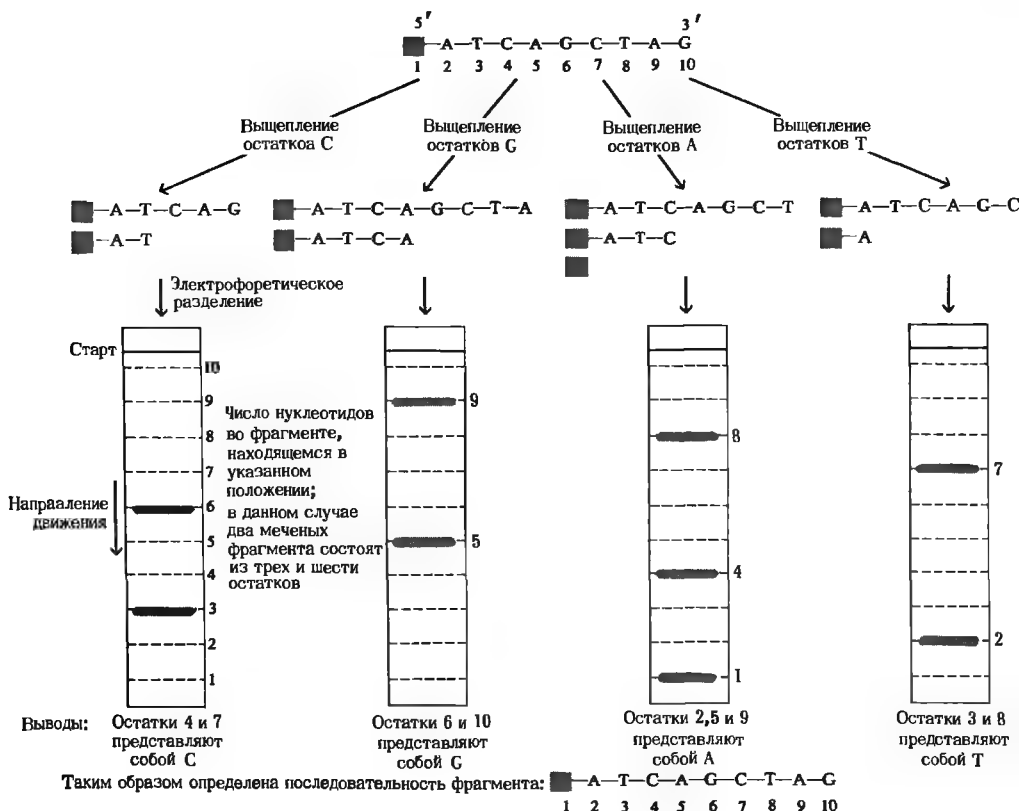 5′ 3′
A–T–C–A–G–C–T–A–G
1 2 3 4 5 6 7 8 9 10
Выщепление
остаткоа C
Выщепление
остатков G
Выщепление
остатков A
Выщепление
остатков T
A–T–C–A–G
A–T
A–T–C–A–G–C–T–A
A–T–C–A
A–T–C–A–G–C–T
A–T–C
A–T–C–A–G–C
A
Электрофоретическое
разделение
Старт
10
9
8
7
6
5
4
3
2
1
Число нуклеотидов
во фрагменте,
находящемся в
указанном
положении;
в данном случае
два меченых
фрагмента состоят
из трех и шести
остатков
Напрааление
движения
9
5
8
4
1
7
2
Выводы:
Остатки 4 и 7
представляют
собой C
Остатки 6 и 10
представляют
собой G
Остатки 2,5 и 9
представляют
собой A
Остатки 3 и 8
представляют
собой T
Таким образом определена последовательность фрагмента: A–T–C–A–G–C–T–A–G
1 2 3 4 5 6 7 8 9 10